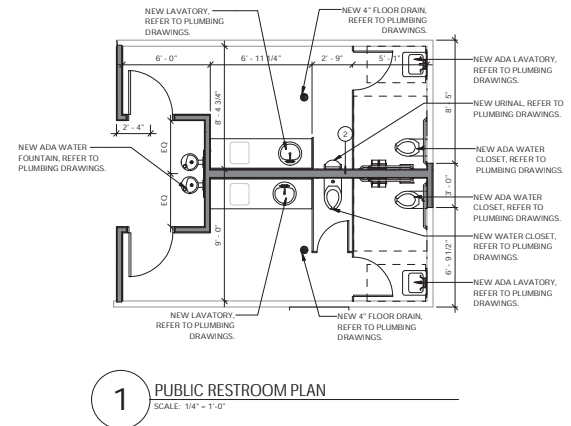 NEW LAVATORY,
REFER TO PLUMBING
DRAWINGS.
NEW 4" FLOOR DRAIN,
REFER TO PLUMBING
DRAWINGS.
6' - 0"
6' - 11 1/4"
2' - 9"
5' - 1"
NEW ADA LAVATORY,
REFER TO PLUMBING
DRAWINGS.
8' - 4 3/4"
8' - 5"
NEW URINAL, REFER TO
PLUMBING DRAWINGS.
2' - 4"
2
EQ
NEW ADA WATER
FOUNTAIN, REFER TO
PLUMBING DRAWINGS.
NEW ADA WATER
CLOSET, REFER TO
PLUMBING DRAWINGS.
3' - 0"
NEW ADA WATER
CLOSET, REFER TO
PLUMBING DRAWINGS.
EQ
9' - 0"
NEW WATER CLOSET,
REFER TO PLUMBING
DRAWINGS.
6' - 9 1/2"
NEW ADA LAVATORY,
REFER TO PLUMBING
DRAWINGS.
NEW LAVATORY,
REFER TO PLUMBING
DRAWINGS.
NEW 4" FLOOR DRAIN,
REFER TO PLUMBING
DRAWINGS.
1
PUBLIC RESTROOM PLAN
SCALE: 1/4" = 1'-0"